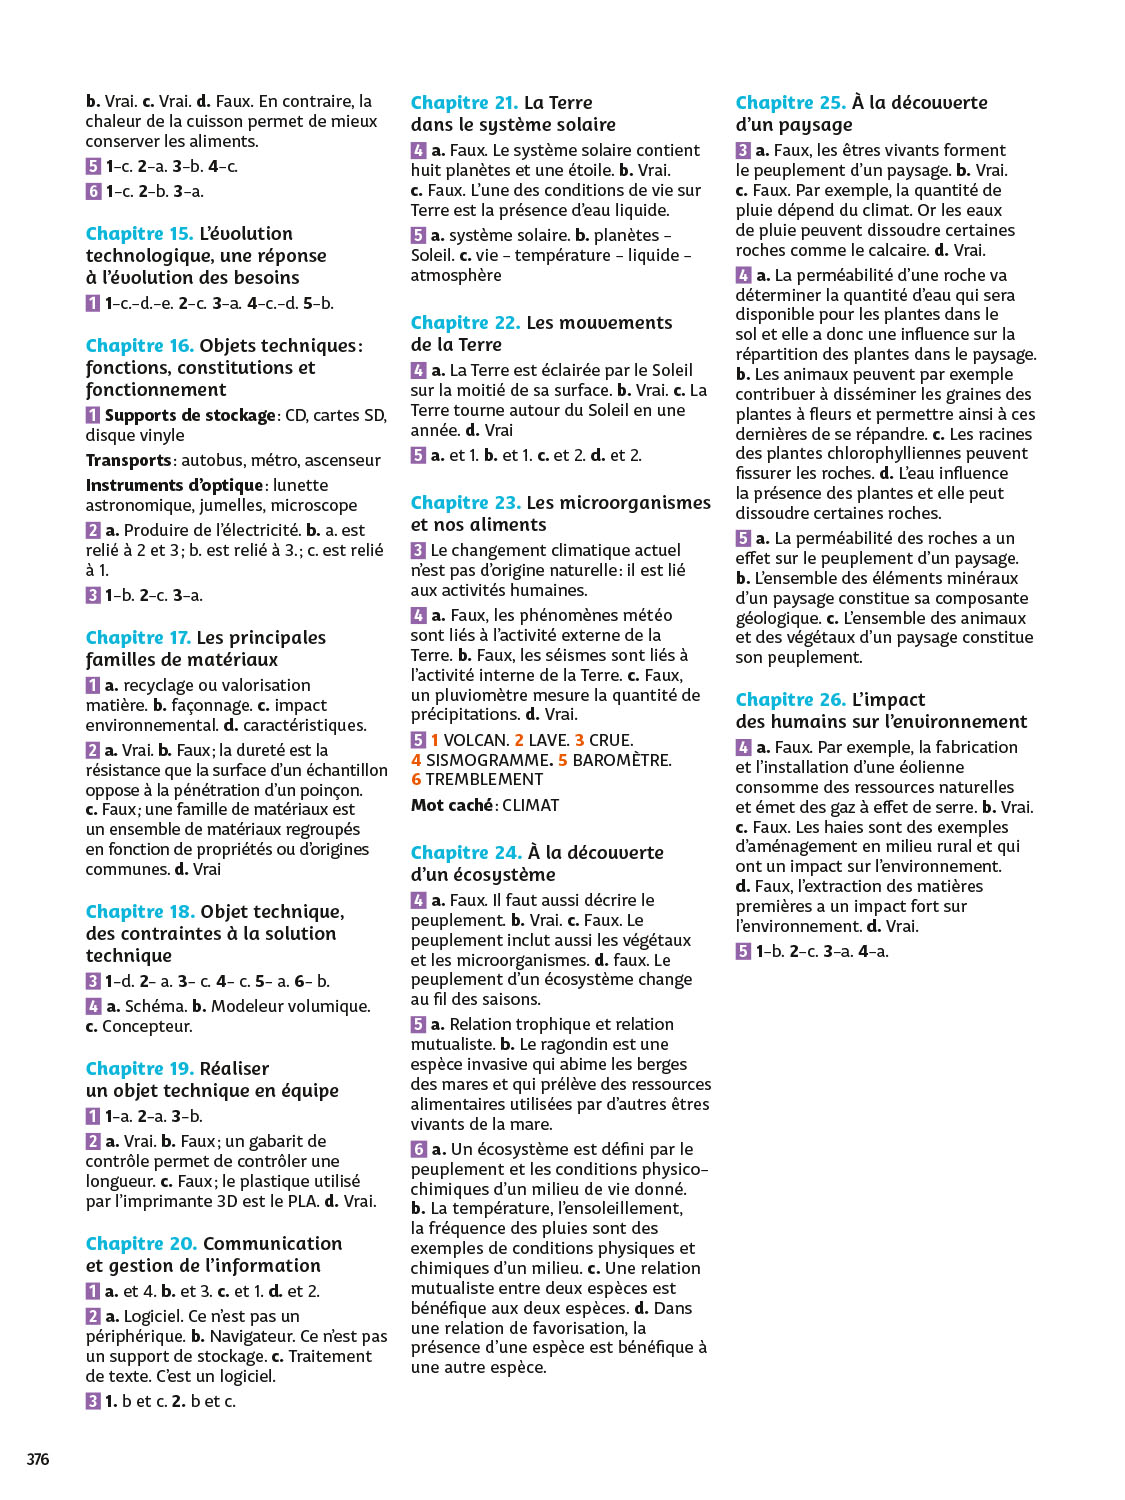 b. Vrai. c. Vrai. d. Faux. En contraire, la
chaleur de la cuisson permet de mieux
conserver les aliments.
5 1–c. 2–a. 3–b. 4–c.
6 1–c. 2–b. 3–a.
Chapitre 15. L’évolution
technologique, une réponse
à l’évolution des besoins
1 1–c.–d.–e. 2–c. 3–a. 4–c.–d. 5–b.
Chapitre 16. Objets techniques :
fonctions, constitutions et
fonctionnement
1 Supports de stockage : CD, cartes SD,
disque vinyle
Transports : autobus, métro, ascenseur
Instruments d’optique : lunette
astronomique, jumelles, microscope
2 a. Produire de l’électricité. b. a. est
relié à 2 et 3 ; b. est relié à 3. ; c. est relié
à 1.
3 1–b. 2–c. 3–a.
Chapitre 17. Les principales
familles de matériaux
1 a. recyclage ou valorisation
matière. b. façonnage. c. impact
environnemental. d. caractéristiques.
2 a. Vrai. b. Faux ; la dureté est la
résistance que la surface d’un échantillon
oppose à la pénétration d’un poinçon.
c. Faux ; une famille de matériaux est
un ensemble de matériaux regroupés
en fonction de propriétés ou d’origines
communes. d. Vrai
Chapitre 18. Objet technique,
des contraintes à la solution
technique
3 1–d. 2– a. 3– c. 4– c. 5– a. 6– b.
4 a. Schéma. b. Modeleur volumique.
c. Concepteur.
Chapitre 19. Réaliser
un objet technique en équipe
1 1–a. 2–a. 3–b.
2 a. Vrai. b. Faux ; un gabarit de
contrôle permet de contrôler une
longueur. c. Faux ; le plastique utilisé
par l’imprimante 3D est le PLA. d. Vrai.
Chapitre 20. Communication
et gestion de l’information
1 a. et 4. b. et 3. c. et 1. d. et 2.
2 a. Logiciel. Ce n’est pas un
périphérique. b. Navigateur. Ce n’est pas
un support de stockage. c. Traitement
de texte. C’est un logiciel.
3 1. b et c. 2. b et c.
Chapitre 21. La Terre
dans le système solaire
4 a. Faux. Le système solaire contient
huit planètes et une étoile. b. Vrai.
c. Faux. L’une des conditions de vie sur
Terre est la présence d’eau liquide.
5 a. système solaire. b. planètes –
Soleil. c. vie – température – liquide –
atmosphère
Chapitre 22. Les mouvements
de la Terre
4 a. La Terre est éclairée par le Soleil
sur la moitié de sa surface. b. Vrai. c. La
Terre tourne autour du Soleil en une
année. d. Vrai
5 a. et 1. b. et 1. c. et 2. d. et 2.
Chapitre 23. Les microorganismes
et nos aliments
3 Le changement climatique actuel
n’est pas d’origine naturelle : il est lié
aux activités humaines.
4 a. Faux, les phénomènes météo
sont liés à l’activité externe de la
Terre. b. Faux, les séismes sont liés à
l’activité interne de la Terre. c. Faux,
un pluviomètre mesure la quantité de
précipitations. d. Vrai.
5 1 VOLCAN. 2 LAVE. 3 CRUE.
4 SISMOGRAMME. 5 BAROMÈTRE.
6 TREMBLEMENT
Mot caché : CLIMAT
Chapitre 24. À la découverte
d’un écosystème
4 a. Faux. Il faut aussi décrire le
peuplement. b. Vrai. c. Faux. Le
peuplement inclut aussi les végétaux
et les microorganismes. d. faux. Le
peuplement d’un écosystème change
au fil des saisons.
5 a. Relation trophique et relation
mutualiste. b. Le ragondin est une
espèce invasive qui abime les berges
des mares et qui prélève des ressources
alimentaires utilisées par d’autres êtres
vivants de la mare.
6 a. Un écosystème est défini par le
peuplement et les conditions physico–
chimiques d’un milieu de vie donné.
b. La température, l’ensoleillement,
la fréquence des pluies sont des
exemples de conditions physiques et
chimiques d’un milieu. c. Une relation
mutualiste entre deux espèces est
bénéfique aux deux espèces. d. Dans
une relation de favorisation, la
présence d’une espèce est bénéfique à
une autre espèce.
Chapitre 25. À la découverte
d’un paysage
3 a. Faux, les êtres vivants forment
le peuplement d’un paysage. b. Vrai.
c. Faux. Par exemple, la quantité de
pluie dépend du climat. Or les eaux
de pluie peuvent dissoudre certaines
roches comme le calcaire. d. Vrai.
4 a. La perméabilité d’une roche va
déterminer la quantité d’eau qui sera
disponible pour les plantes dans le
sol et elle a donc une influence sur la
répartition des plantes dans le paysage.
b. Les animaux peuvent par exemple
contribuer à disséminer les graines des
plantes à fleurs et permettre ainsi à ces
dernières de se répandre. c. Les racines
des plantes chlorophylliennes peuvent
fissurer les roches. d. L’eau influence
la présence des plantes et elle peut
dissoudre certaines roches.
5 a. La perméabilité des roches a un
effet sur le peuplement d’un paysage.
b. L’ensemble des éléments minéraux
d’un paysage constitue sa composante
géologique. c. L’ensemble des animaux
et des végétaux d’un paysage constitue
son peuplement.
Chapitre 26. L’impact
des humains sur l’environnement
4 a. Faux. Par exemple, la fabrication
et l’installation d’une éolienne
consomme des ressources naturelles
et émet des gaz à effet de serre. b. Vrai.
c. Faux. Les haies sont des exemples
d’aménagement en milieu rural et qui
ont un impact sur l’environnement.
d. Faux, l’extraction des matières
premières a un impact fort sur
l’environnement. d. Vrai.
5 1–b. 2–c. 3–a. 4–a.
376